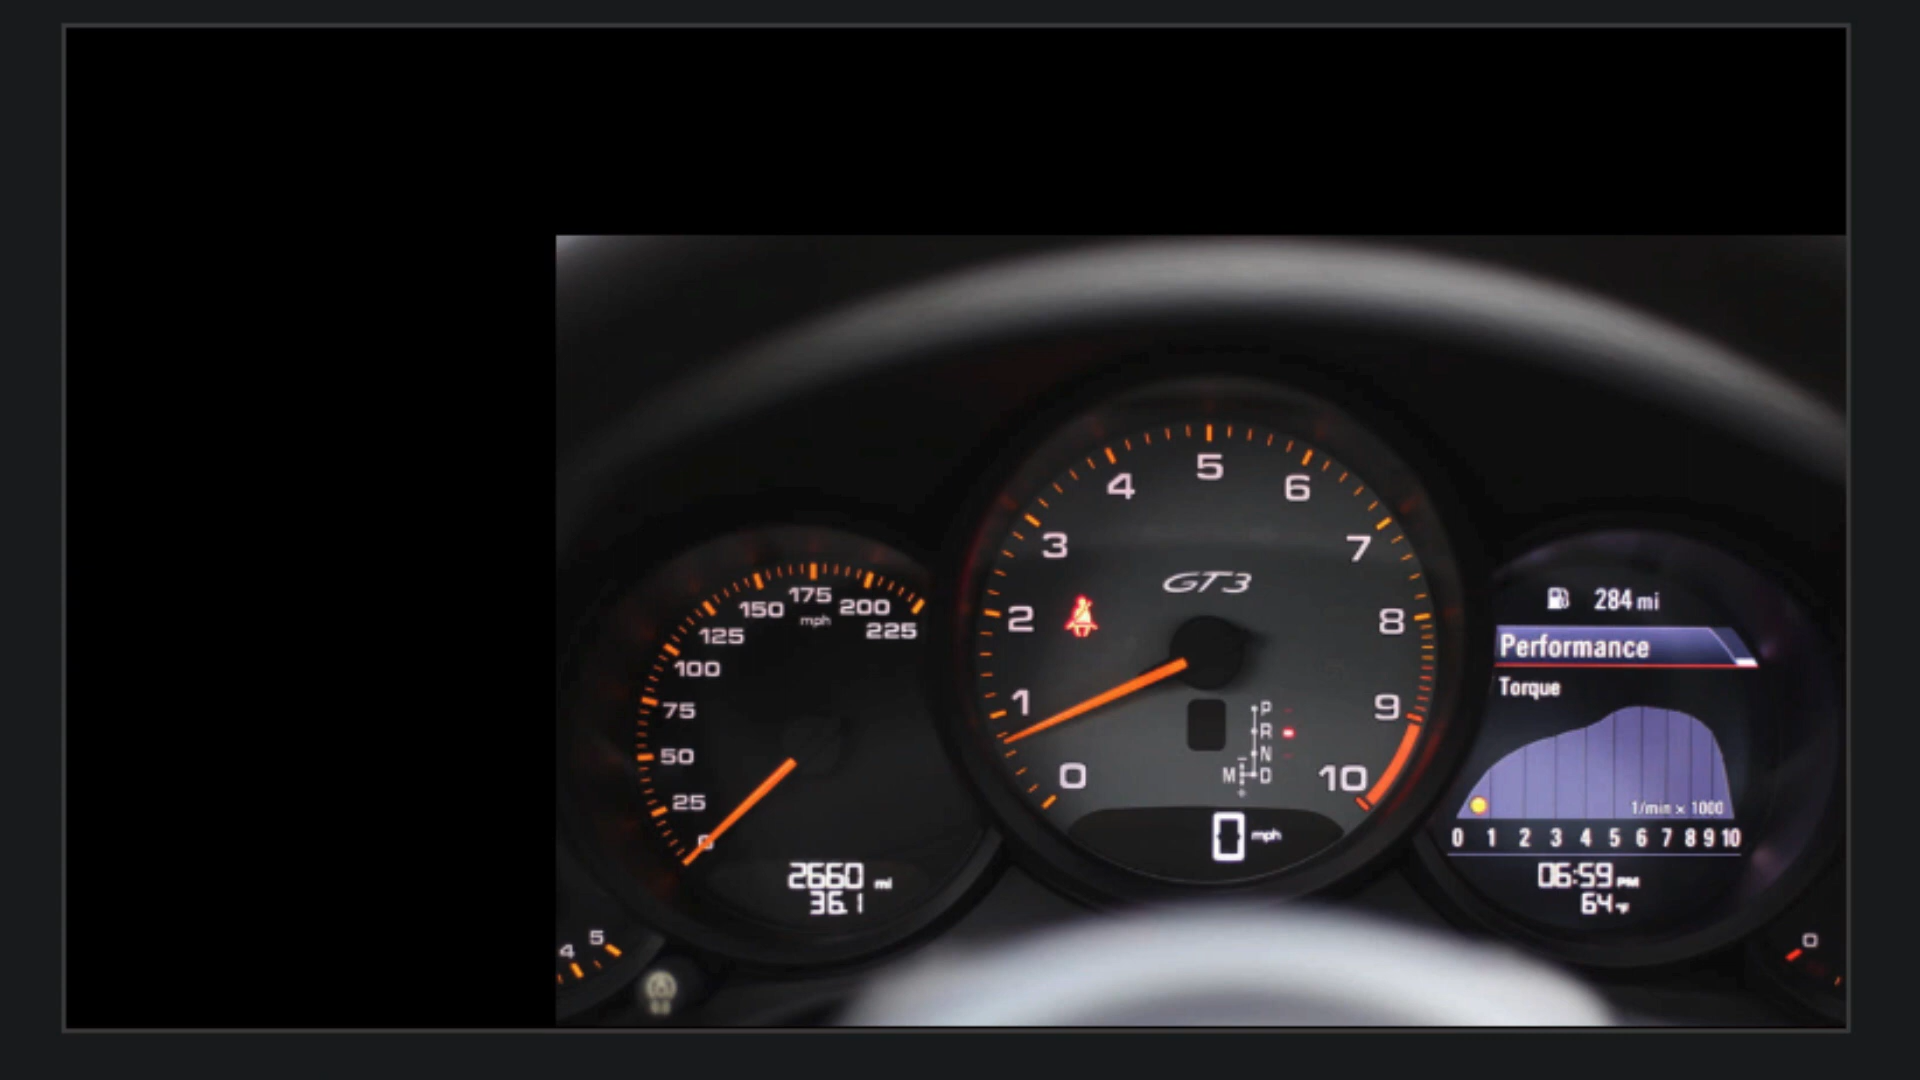 0
25
50
75
100
125
150
175
200
225
mph
2660 mi
36.1
4
5
0
1
2
3
4
5
6
7
8
9
10
GT3
P
R
N
M
D
0 mph
284 mi
Performance
Torque
1/min x 1000
0 1 2 3 4 5 6 7 8 9 10
06:59 PM
64 °F
0